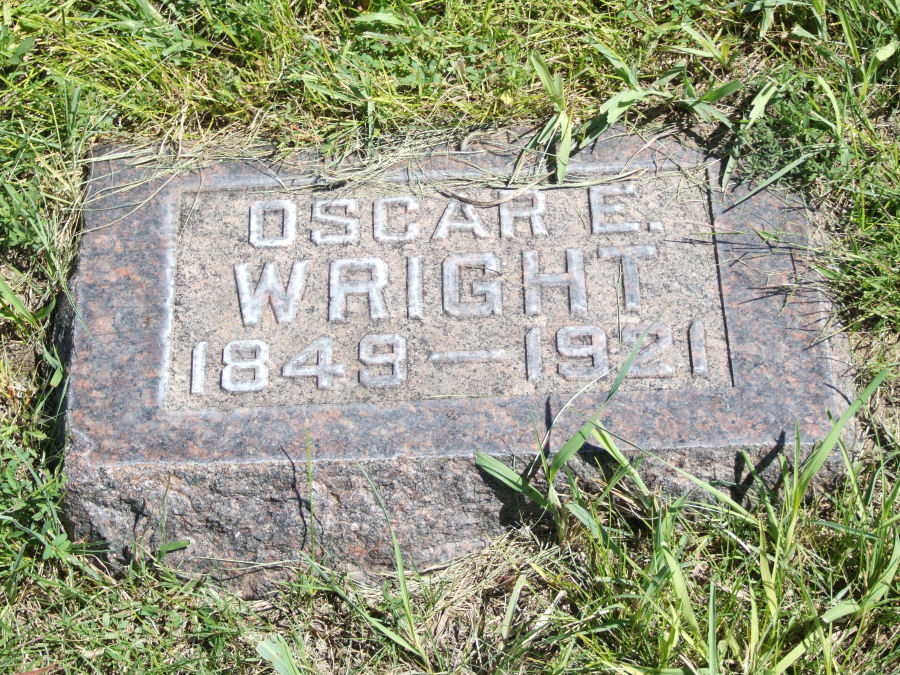 OSCAR E.
WRIGHT
1849 — 1921